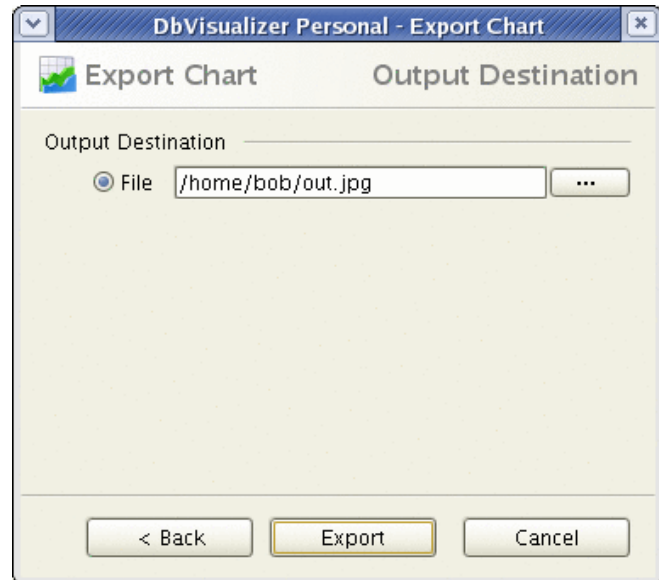 DbVisualizer Personal - Export Chart
Export Chart Output Destination
Output Destination
File /home/bob/out.jpg ...
< Back Export Cancel